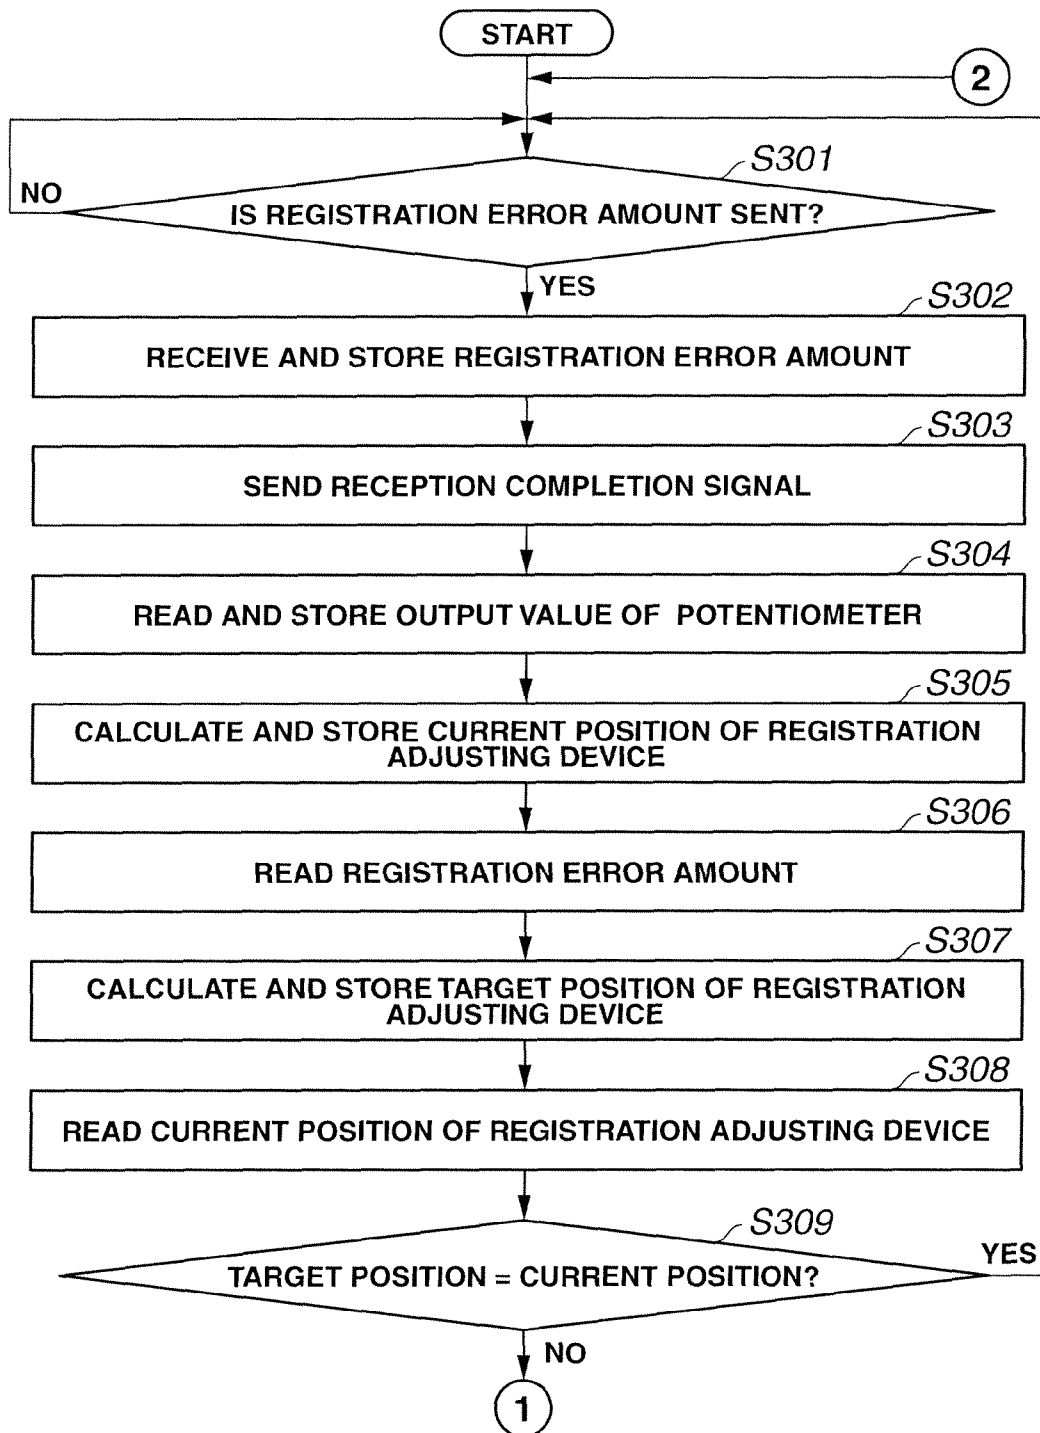 START
2
S301
NO
IS REGISTRATION ERROR AMOUNT SENT?
YES
S302
RECEIVE AND STORE REGISTRATION ERROR AMOUNT
S303
SEND RECEPTION COMPLETION SIGNAL
S304
READ AND STORE OUTPUT VALUE OF POTENTIOMETER
S305
CALCULATE AND STORE CURRENT POSITION OF REGISTRATION
ADJUSTING DEVICE
S306
READ REGISTRATION ERROR AMOUNT
S307
CALCULATE AND STORE TARGET POSITION OF REGISTRATION
ADJUSTING DEVICE
S308
READ CURRENT POSITION OF REGISTRATION ADJUSTING DEVICE
S309
YES
TARGET POSITION = CURRENT POSITION?
NO
1